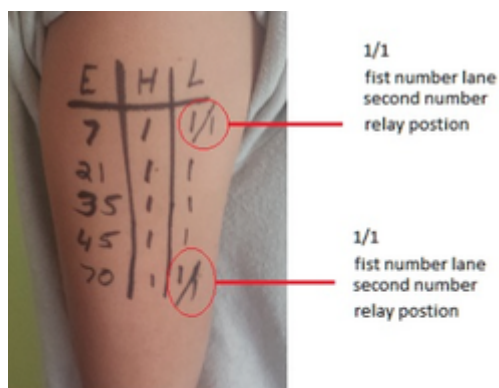 E H L
7 1 1/1
21 1 1
35 1 1
45 1 1
70 1 1/1
1/1
fist number lane
second number
relay postion
1/1
fist number lane
second number
relay postion